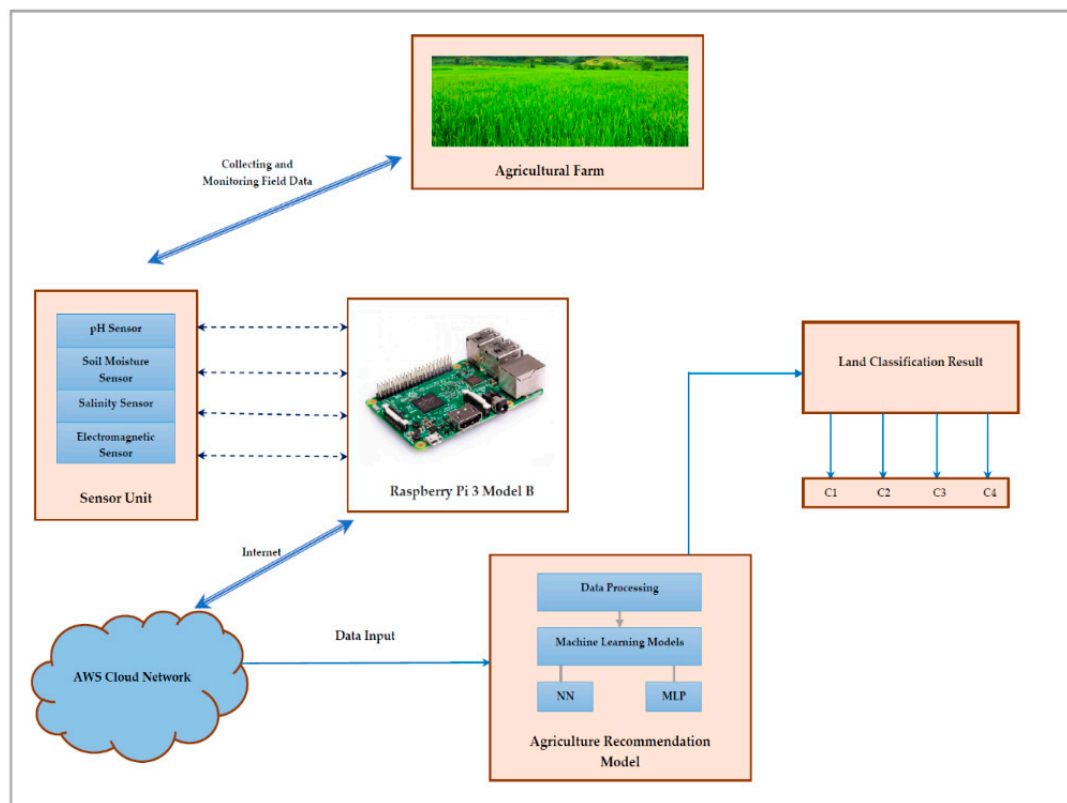 Agricultural Farm
Collecting and
Monitoring Field Data
pH Sensor
Soil Moisture
Sensor
Salinity Sensor
Electromagnetic
Sensor
Sensor Unit
Raspberry Pi 3 Model B
Land Classification Result
C1 C2 C3 C4
Internet
AWS Cloud Network
Data Input
Data Processing
Machine Learning Models
NN MLP
Agriculture Recommendation
Model